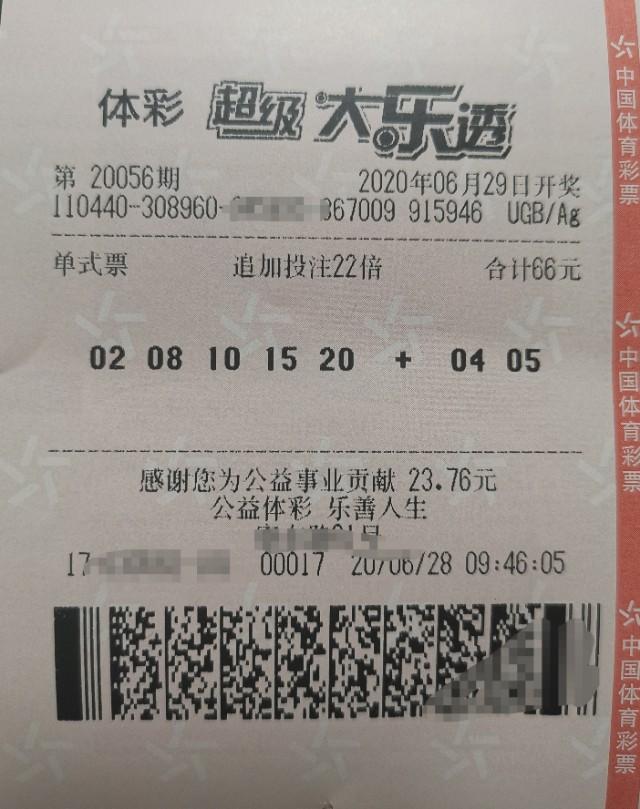 体彩 超级大乐透
第 20056期 2020年06月29日开奖
110440-308960- 367009 915946 UGB/Ag
单式票 追加投注22倍 合计66元
02 08 10 15 20 + 04 05
感谢您为公益事业贡献 23.76元
公益体彩 乐善人生
17 00017 20/06/28 09:46:05
中国体育彩票
中国体育彩票
中国体育彩票